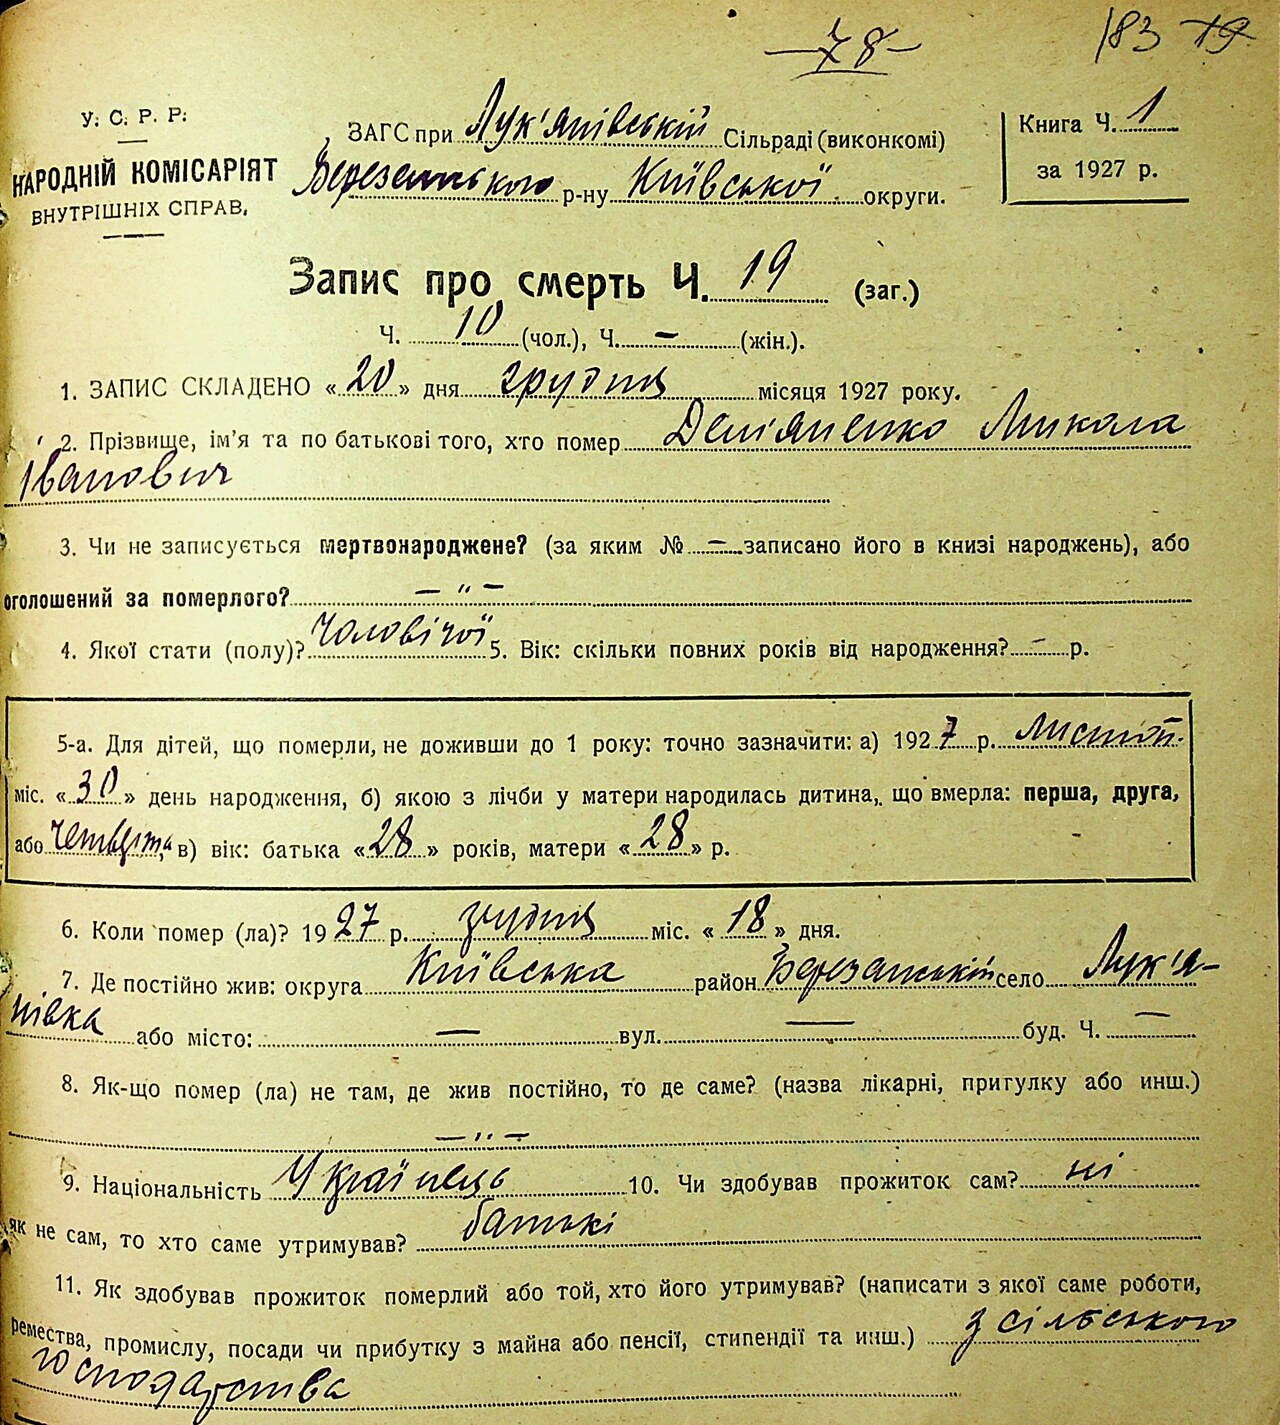 78
183 19
У. С. Р. Р.
НАРОДНІЙ КОМІСАРІЯТ
ВНУТРІШНІХ СПРАВ.
ЗАГС при Лук'янівській Сільраді (виконкомі)
Березанського р-ну Київської округи.
Книга Ч. 1
за 1927 р.
Запис про смерть Ч. 19 (заг.)
Ч. 10 (чол.), Ч. — (жін.).
1. ЗАПИС СКЛАДЕНО «20» дня грудня місяця 1927 року.
2. Прізвище, ім'я та по батькові того, хто помер Дем'яненко Микола
Іванович
3. Чи не записується мертвонароджене? (за яким № — записано його в книзі народжень), або
оголошений за померлого? — " —
4. Якої стати (полу)? Чоловічої 5. Вік: скільки повних років від народження? — р.
5-а. Для дітей, що померли, не доживши до 1 року: точно зазначити: а) 1927 р. листоп.
міс. «30» день народження, б) якою з лічби у матери народилась дитина, що вмерла: перша, друга,
або четверта, в) вік: батька «28» років, матери «28» р.
6. Коли помер (ла)? 1927 р. грудня міс. «18» дня.
7. Де постійно жив: округа Київська район Березанський село Лук'я-
нівка або місто: — вул. — буд. Ч. —
8. Як-що помер (ла) не там, де жив постійно, то де саме? (назва лікарні, притулку або инш.)
— " —
9. Національність Українець 10. Чи здобував прожиток сам? ні
як не сам, то хто саме утримував? батькі
11. Як здобував прожиток померлий або той, хто його утримував? (написати з якої саме роботи,
ремества, промислу, посади чи прибутку з майна або пенсії, стипендії та инш.) з сільського
господарства